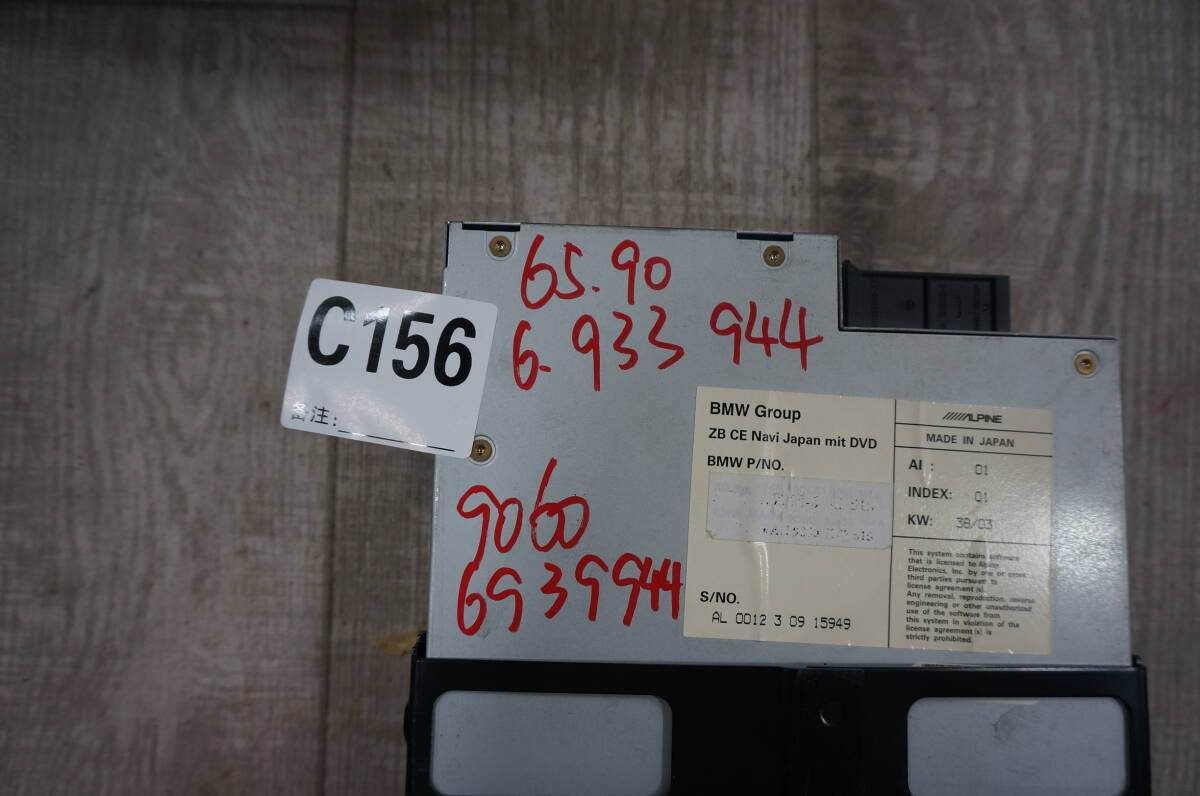 65.90
6.933 944
C156
备注:
9060
6939944
BMW Group
ZB CE Navi Japan mit DVD
BMW P/NO.
S/NO.
AL 0012 3 09 15949
ALPINE
MADE IN JAPAN
AI : 01
INDEX: 01
KW: 38/03
This system contains software
that is licensed to Alpine
Electronics, Inc. by one or more
third parties pursuant to
license agreement (s).
Any removal, reproduction, reverse
engineering or other unauthorized
use of the software from
this system in violation of the
license agreement (s) is
strictly prohibited.